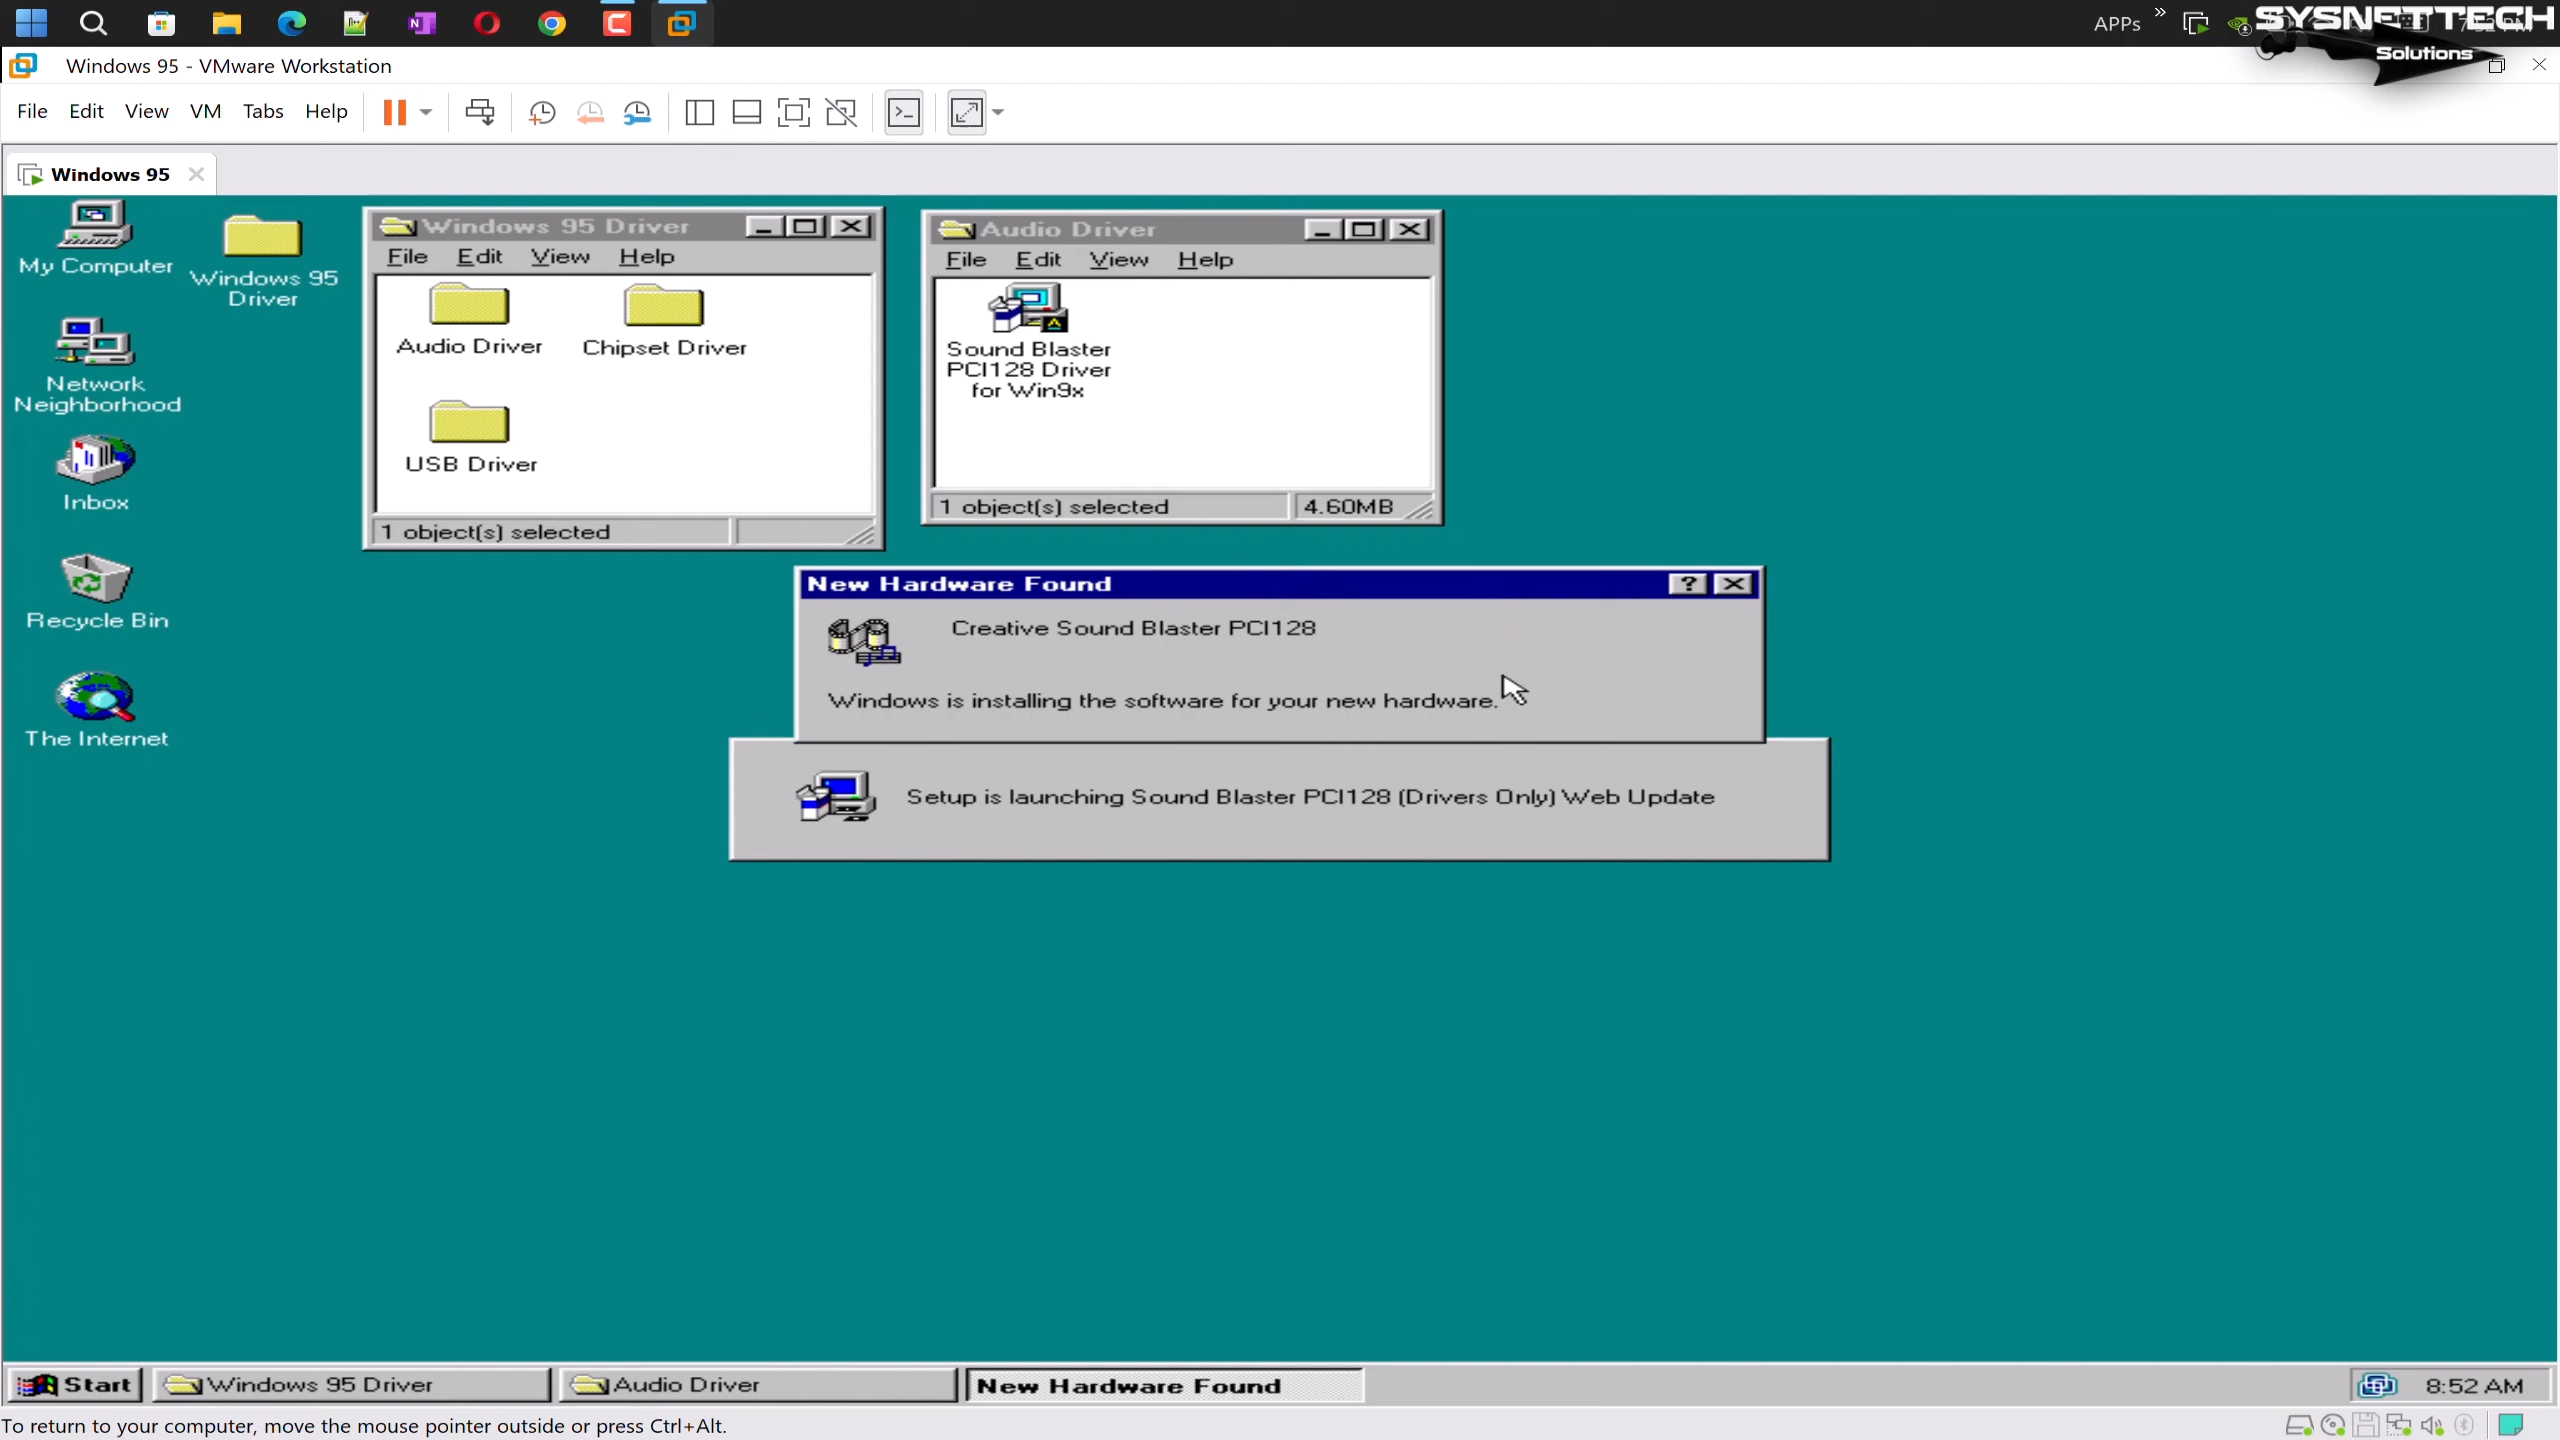 APPs
SYSNETTECH
Solutions
Windows 95 - VMware Workstation
File Edit View VM Tabs Help
Windows 95
My Computer
Windows 95
Driver
Network
Neighborhood
Inbox
Recycle Bin
The Internet
Windows 95 Driver
File Edit View Help
Audio Driver
Chipset Driver
USB Driver
1 object(s) selected
Audio Driver
File Edit View Help
Sound Blaster
PCI128 Driver
for Win9x
1 object(s) selected
4.60MB
New Hardware Found
Creative Sound Blaster PCI128
Windows is installing the software for your new hardware.
Setup is launching Sound Blaster PCI128 (Drivers Only) Web Update
Start
Windows 95 Driver
Audio Driver
New Hardware Found
8:52 AM
To return to your computer, move the mouse pointer outside or press Ctrl+Alt.